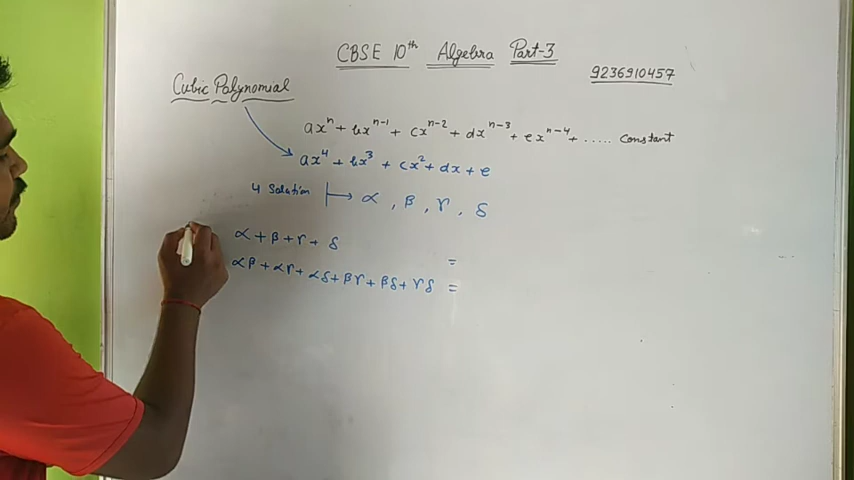 CBSE 10th Algebra Part-3
9236910457
Cubic Polynomial
ax^n + bx^n-1 + cx^n-2 + dx^n-3 + ex^n-4 + ..... Constant
ax^4 + bx^3 + cx^2 + dx + e
4 Solution α , β , γ , δ
α + β + γ + δ =
αβ + αγ + αδ + βγ + βδ + γδ =